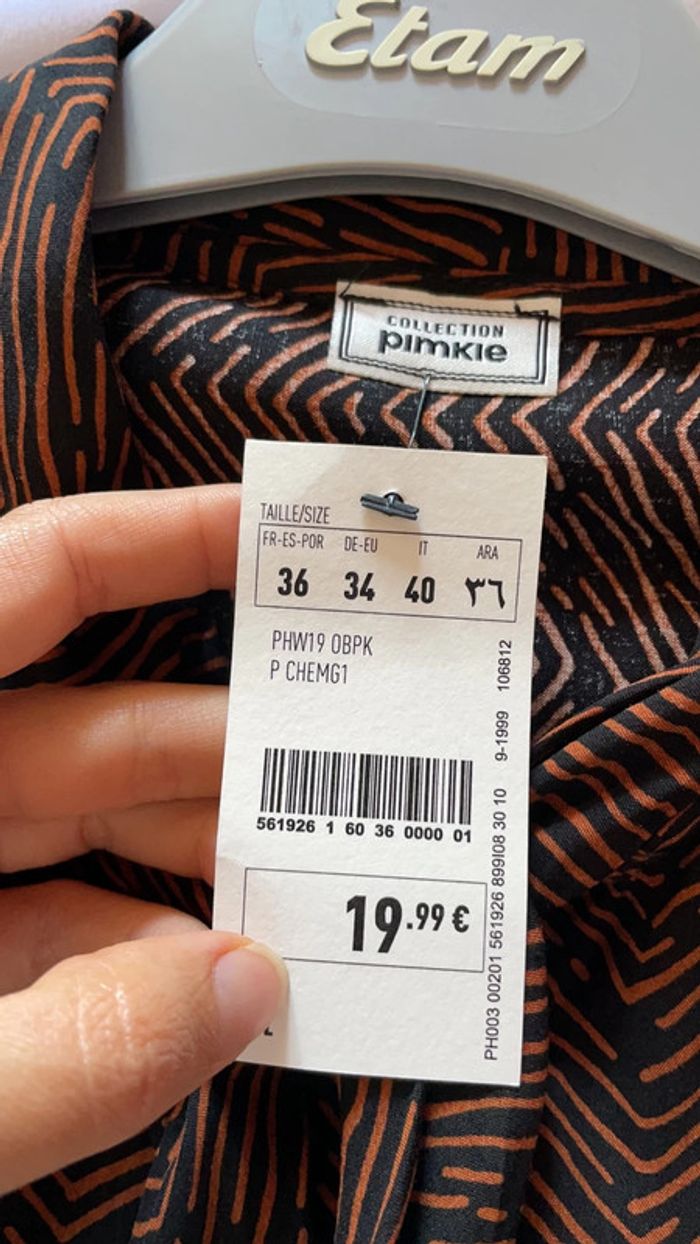 Etam
COLLECTION
pimkie
TAILLE/SIZE
FR-ES-POR DE-EU IT ARA
36 34 40 ٣٦
PHW19 OBPK
P CHEMG1
561926 1 60 36 0000 01
19.99 €
PH003 00201 561926 899I08 30 10 9-1999 106812